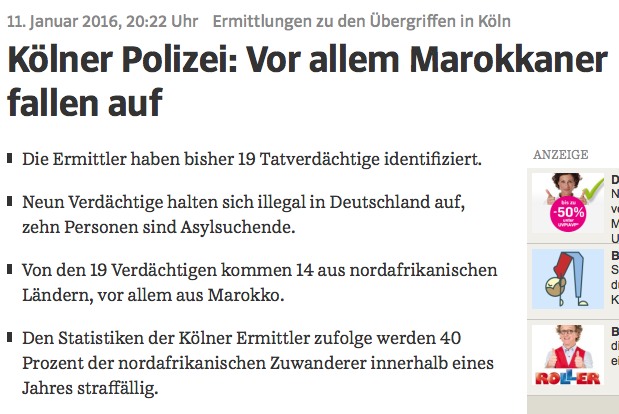 11. Januar 2016, 20:22 Uhr Ermittlungen zu den Übergriffen in Köln
Kölner Polizei: Vor allem Marokkaner
fallen auf
Die Ermittler haben bisher 19 Tatverdächtige identifiziert.
Neun Verdächtige halten sich illegal in Deutschland auf,
zehn Personen sind Asylsuchende.
Von den 19 Verdächtigen kommen 14 aus nordafrikanischen
Ländern, vor allem aus Marokko.
Den Statistiken der Kölner Ermittler zufolge werden 40
Prozent der nordafrikanischen Zuwanderer innerhalb eines
Jahres straffällig.
ANZEIGE
bis zu
-50%
unter
UVP/AVP
ROLLER